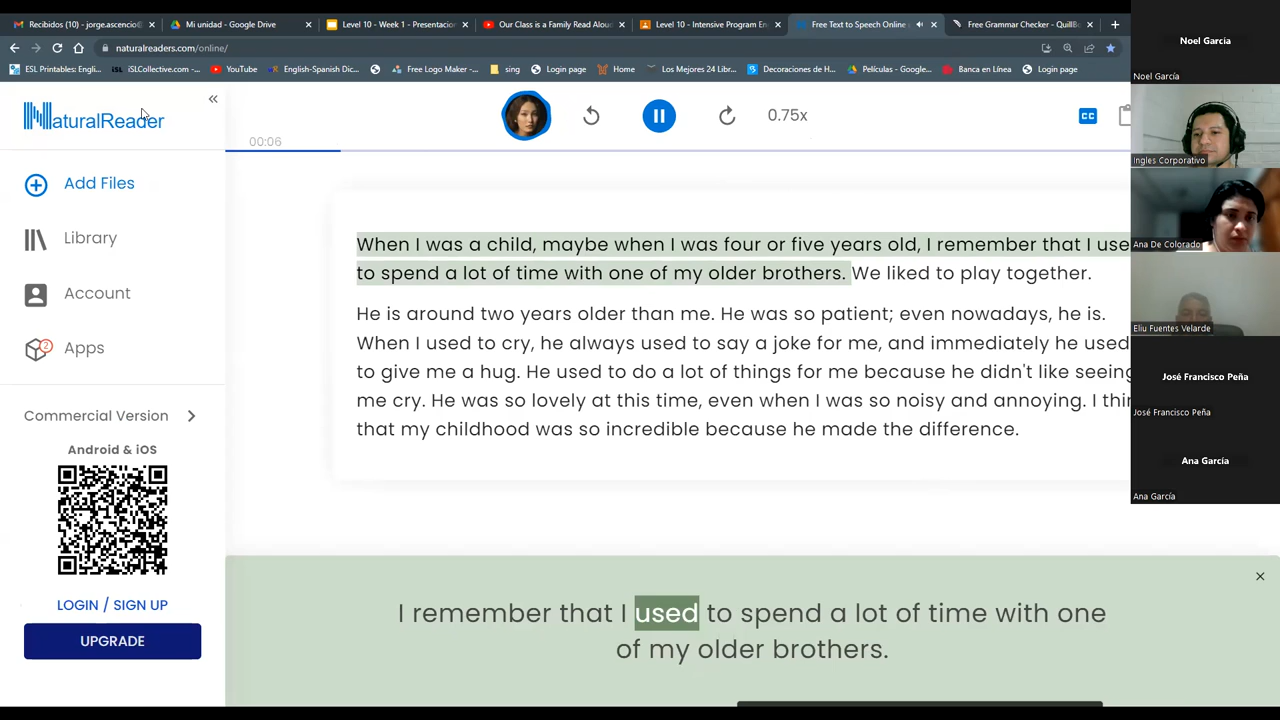 Recibidos (10) - jorge.ascencio@
Mi unidad - Google Drive
Level 10 - Week 1 - Presentacion
Our Class is a Family Read Alou
Level 10 - Intensive Program En
Free Text to Speech Online
Free Grammar Checker - QuillB
naturalreaders.com/online/
ESL Printables: Engli...
iSLCollective.com -...
YouTube
English-Spanish Dic...
Free Logo Maker -...
sing
Login page
Home
Los Mejores 24 Libr...
Decoraciones de H...
Películas - Google...
Banca en Línea
Login page
NaturalReader
«
Add Files
Library
Account
2
Apps
Commercial Version
Android & iOS
LOGIN / SIGN UP
UPGRADE
00:06
0.75x
CC
When I was a child, maybe when I was four or five years old, I remember that I use
to spend a lot of time with one of my older brothers. We liked to play together.
He is around two years older than me. He was so patient; even nowadays, he is.
When I used to cry, he always used to say a joke for me, and immediately he used
to give me a hug. He used to do a lot of things for me because he didn't like seeing
me cry. He was so lovely at this time, even when I was so noisy and annoying. I thin
that my childhood was so incredible because he made the difference.
I remember that I used to spend a lot of time with one
of my older brothers.
Noel Garcia
Noel García
Ingles Corporativo
Ana De Colorado
Eliu Fuentes Velarde
José Francisco Peña
José Francisco Peña
Ana García
Ana García